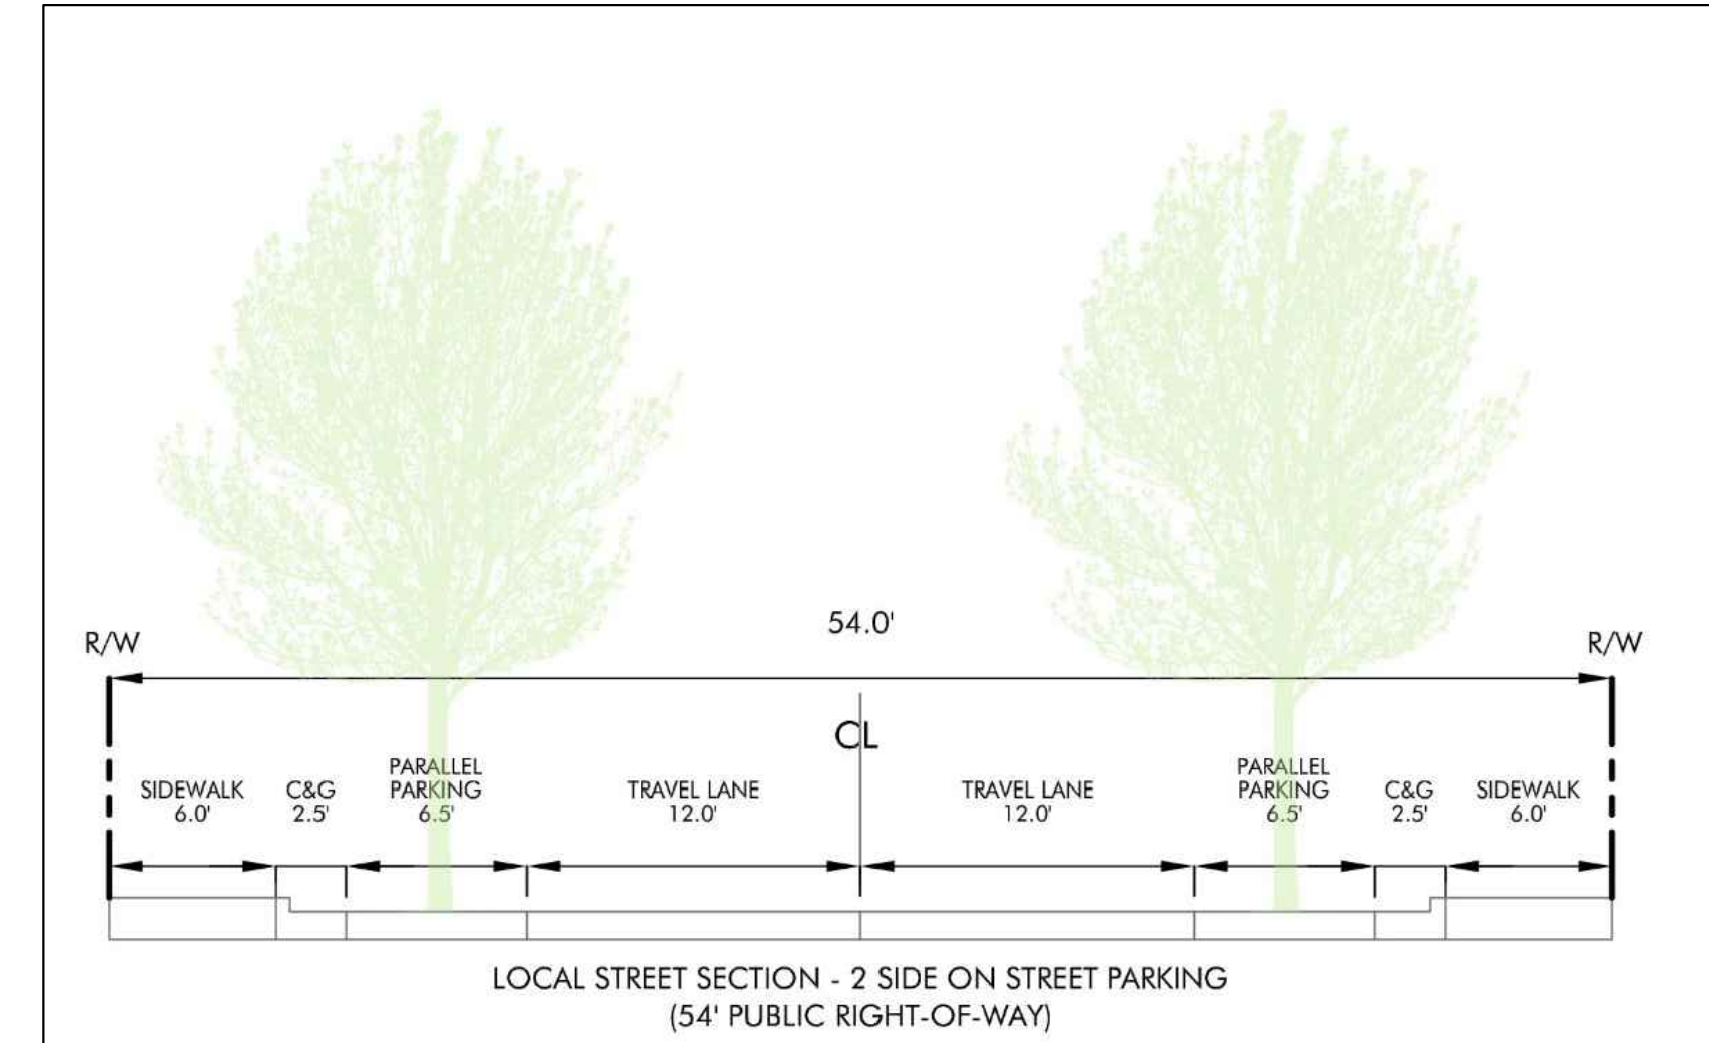 54.0'
R/W
R/W
CL
SIDEWALK
6.0'
C&G
2.5'
PARALLEL
PARKING
6.5'
TRAVEL LANE
12.0'
TRAVEL LANE
12.0'
PARALLEL
PARKING
6.5'
C&G
2.5'
SIDEWALK
6.0'
LOCAL STREET SECTION - 2 SIDE ON STREET PARKING
(54' PUBLIC RIGHT-OF-WAY)